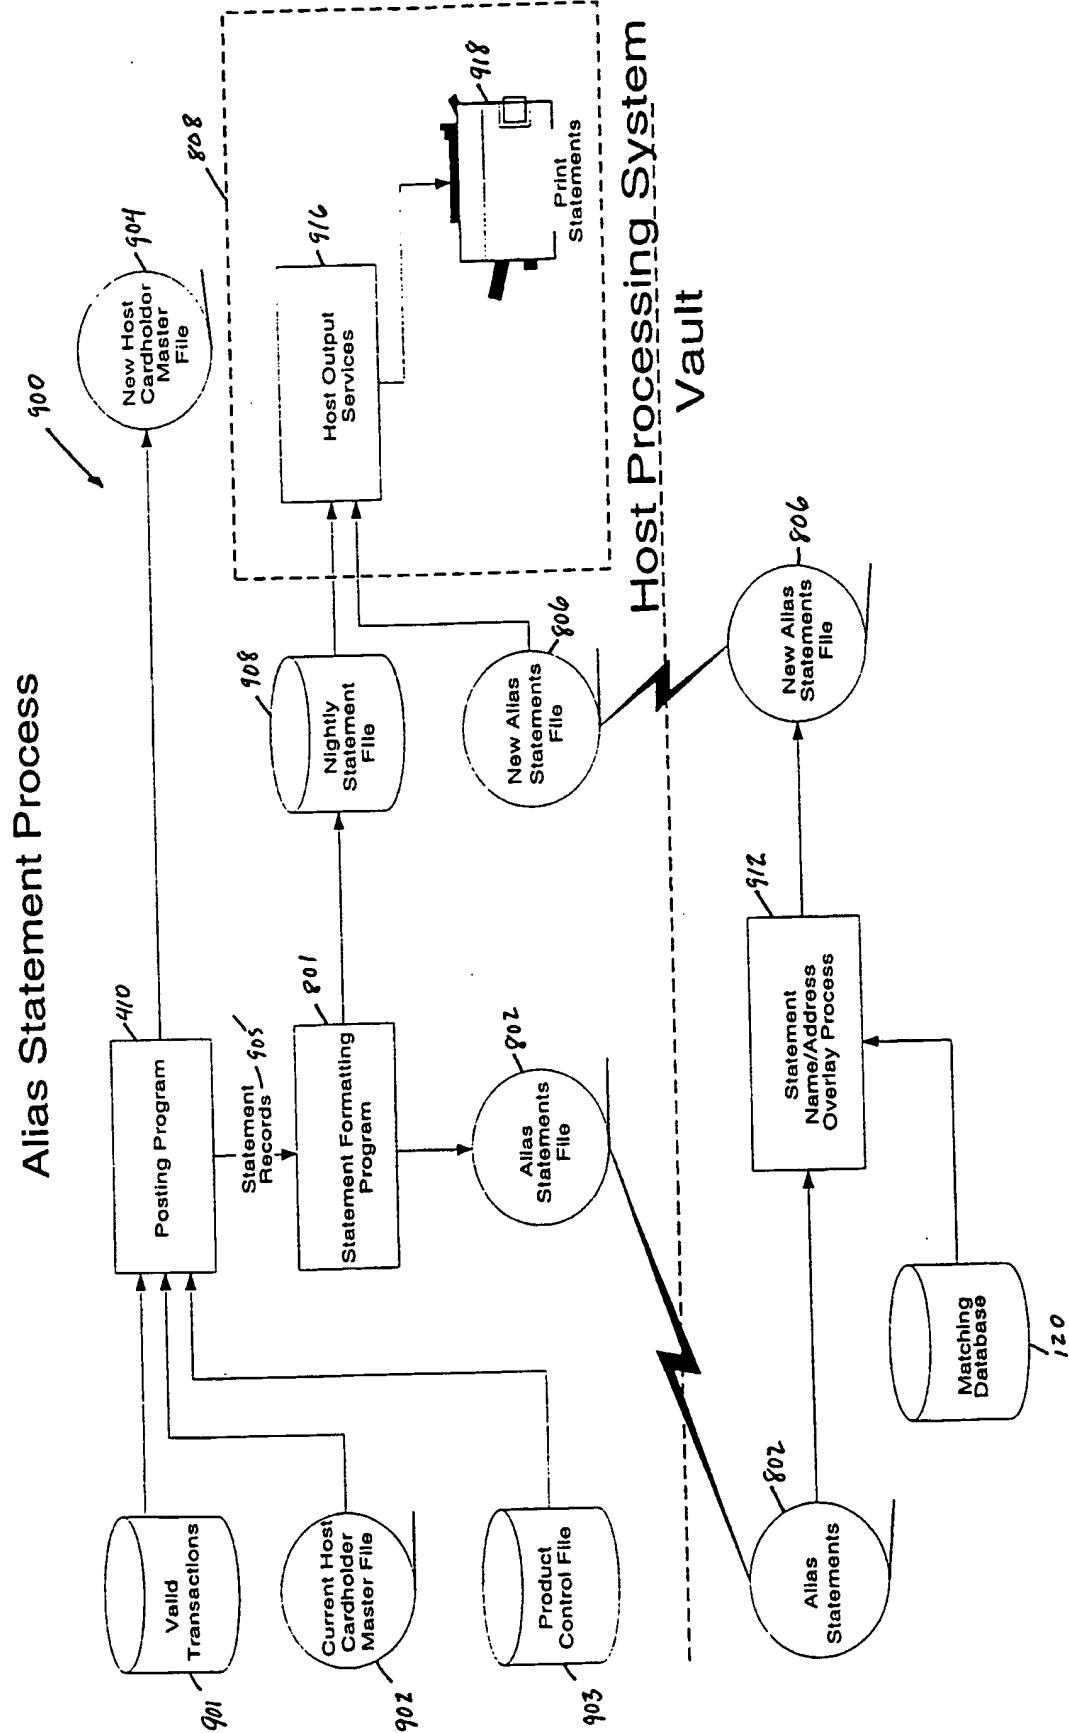 Alias Statement Process
900
901
Valid
Transactions
902
Current Host
Cardholder
Master File
903
Product
Control File
410
Posting Program
Statement
Records
905
801
Statement Formatting
Program
802
Alias
Statements
File
904
New Host
Cardholder
Master
File
908
Nightly
Statement
File
806
New Alias
Statements
File
808
916
Host Output
Services
918
Print
Statements
Host Processing System
Vault
802
Alias
Statements
120
Matching
Database
912
Statement
Name/Address
Overlay Process
806
New Alias
Statements
File